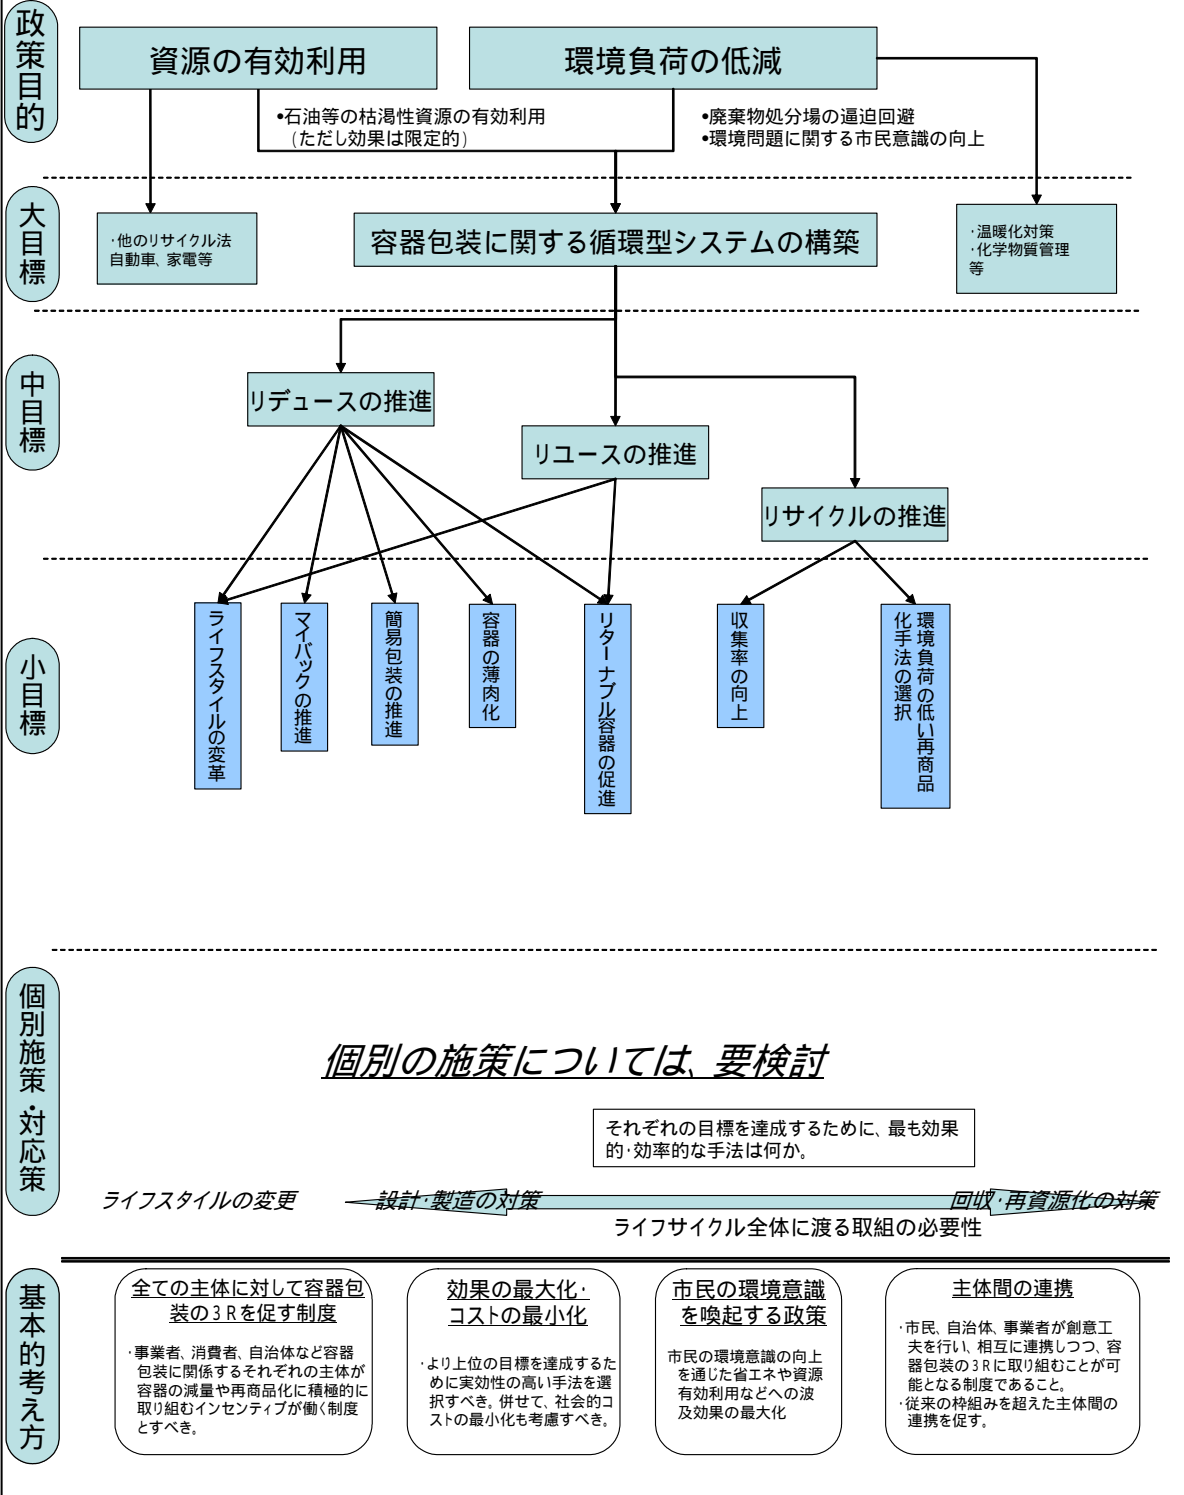 政策目的
資源の有効利用
環境負荷の低減
•石油等の枯渇性資源の有効利用
(ただし効果は限定的)
•廃棄物処分場の逼迫回避
•環境問題に関する市民意識の向上
大目標
・他のリサイクル法
自動車、家電等
容器包装に関する循環型システムの構築
・温暖化対策
・化学物質管理
等
中目標
リデュースの推進
リユースの推進
リサイクルの推進
小目標
ライフスタイルの変革
マイバックの推進
簡易包装の推進
容器の薄肉化
リターナブル容器の促進
収集率の向上
環境負荷の低い再商品
化手法の選択
個別施策・対応策
個別の施策については、要検討
それぞれの目標を達成するために、最も効果
的・効率的な手法は何か。
ライフスタイルの変更
設計・製造の対策
回収・再資源化の対策
ライフサイクル全体に渡る取組の必要性
基本的考え方
全ての主体に対して容器包
装の3Rを促す制度
・事業者、消費者、自治体など容器
包装に関係するそれぞれの主体が
容器の減量や再商品化に積極的に
取り組むインセンティブが働く制度
とすべき。
効果の最大化・
コストの最小化
・より上位の目標を達成するた
めに実効性の高い手法を選
択すべき。併せて、社会的コ
ストの最小化も考慮すべき。
市民の環境意識
を喚起する政策
市民の環境意識の向上
を通じた省エネや資源
有効利用などへの波
及効果の最大化
主体間の連携
・市民、自治体、事業者が創意工
夫を行い、相互に連携しつつ、容
器包装の3Rに取り組むことが可
能となる制度であること。
・従来の枠組みを超えた主体間の
連携を促す。